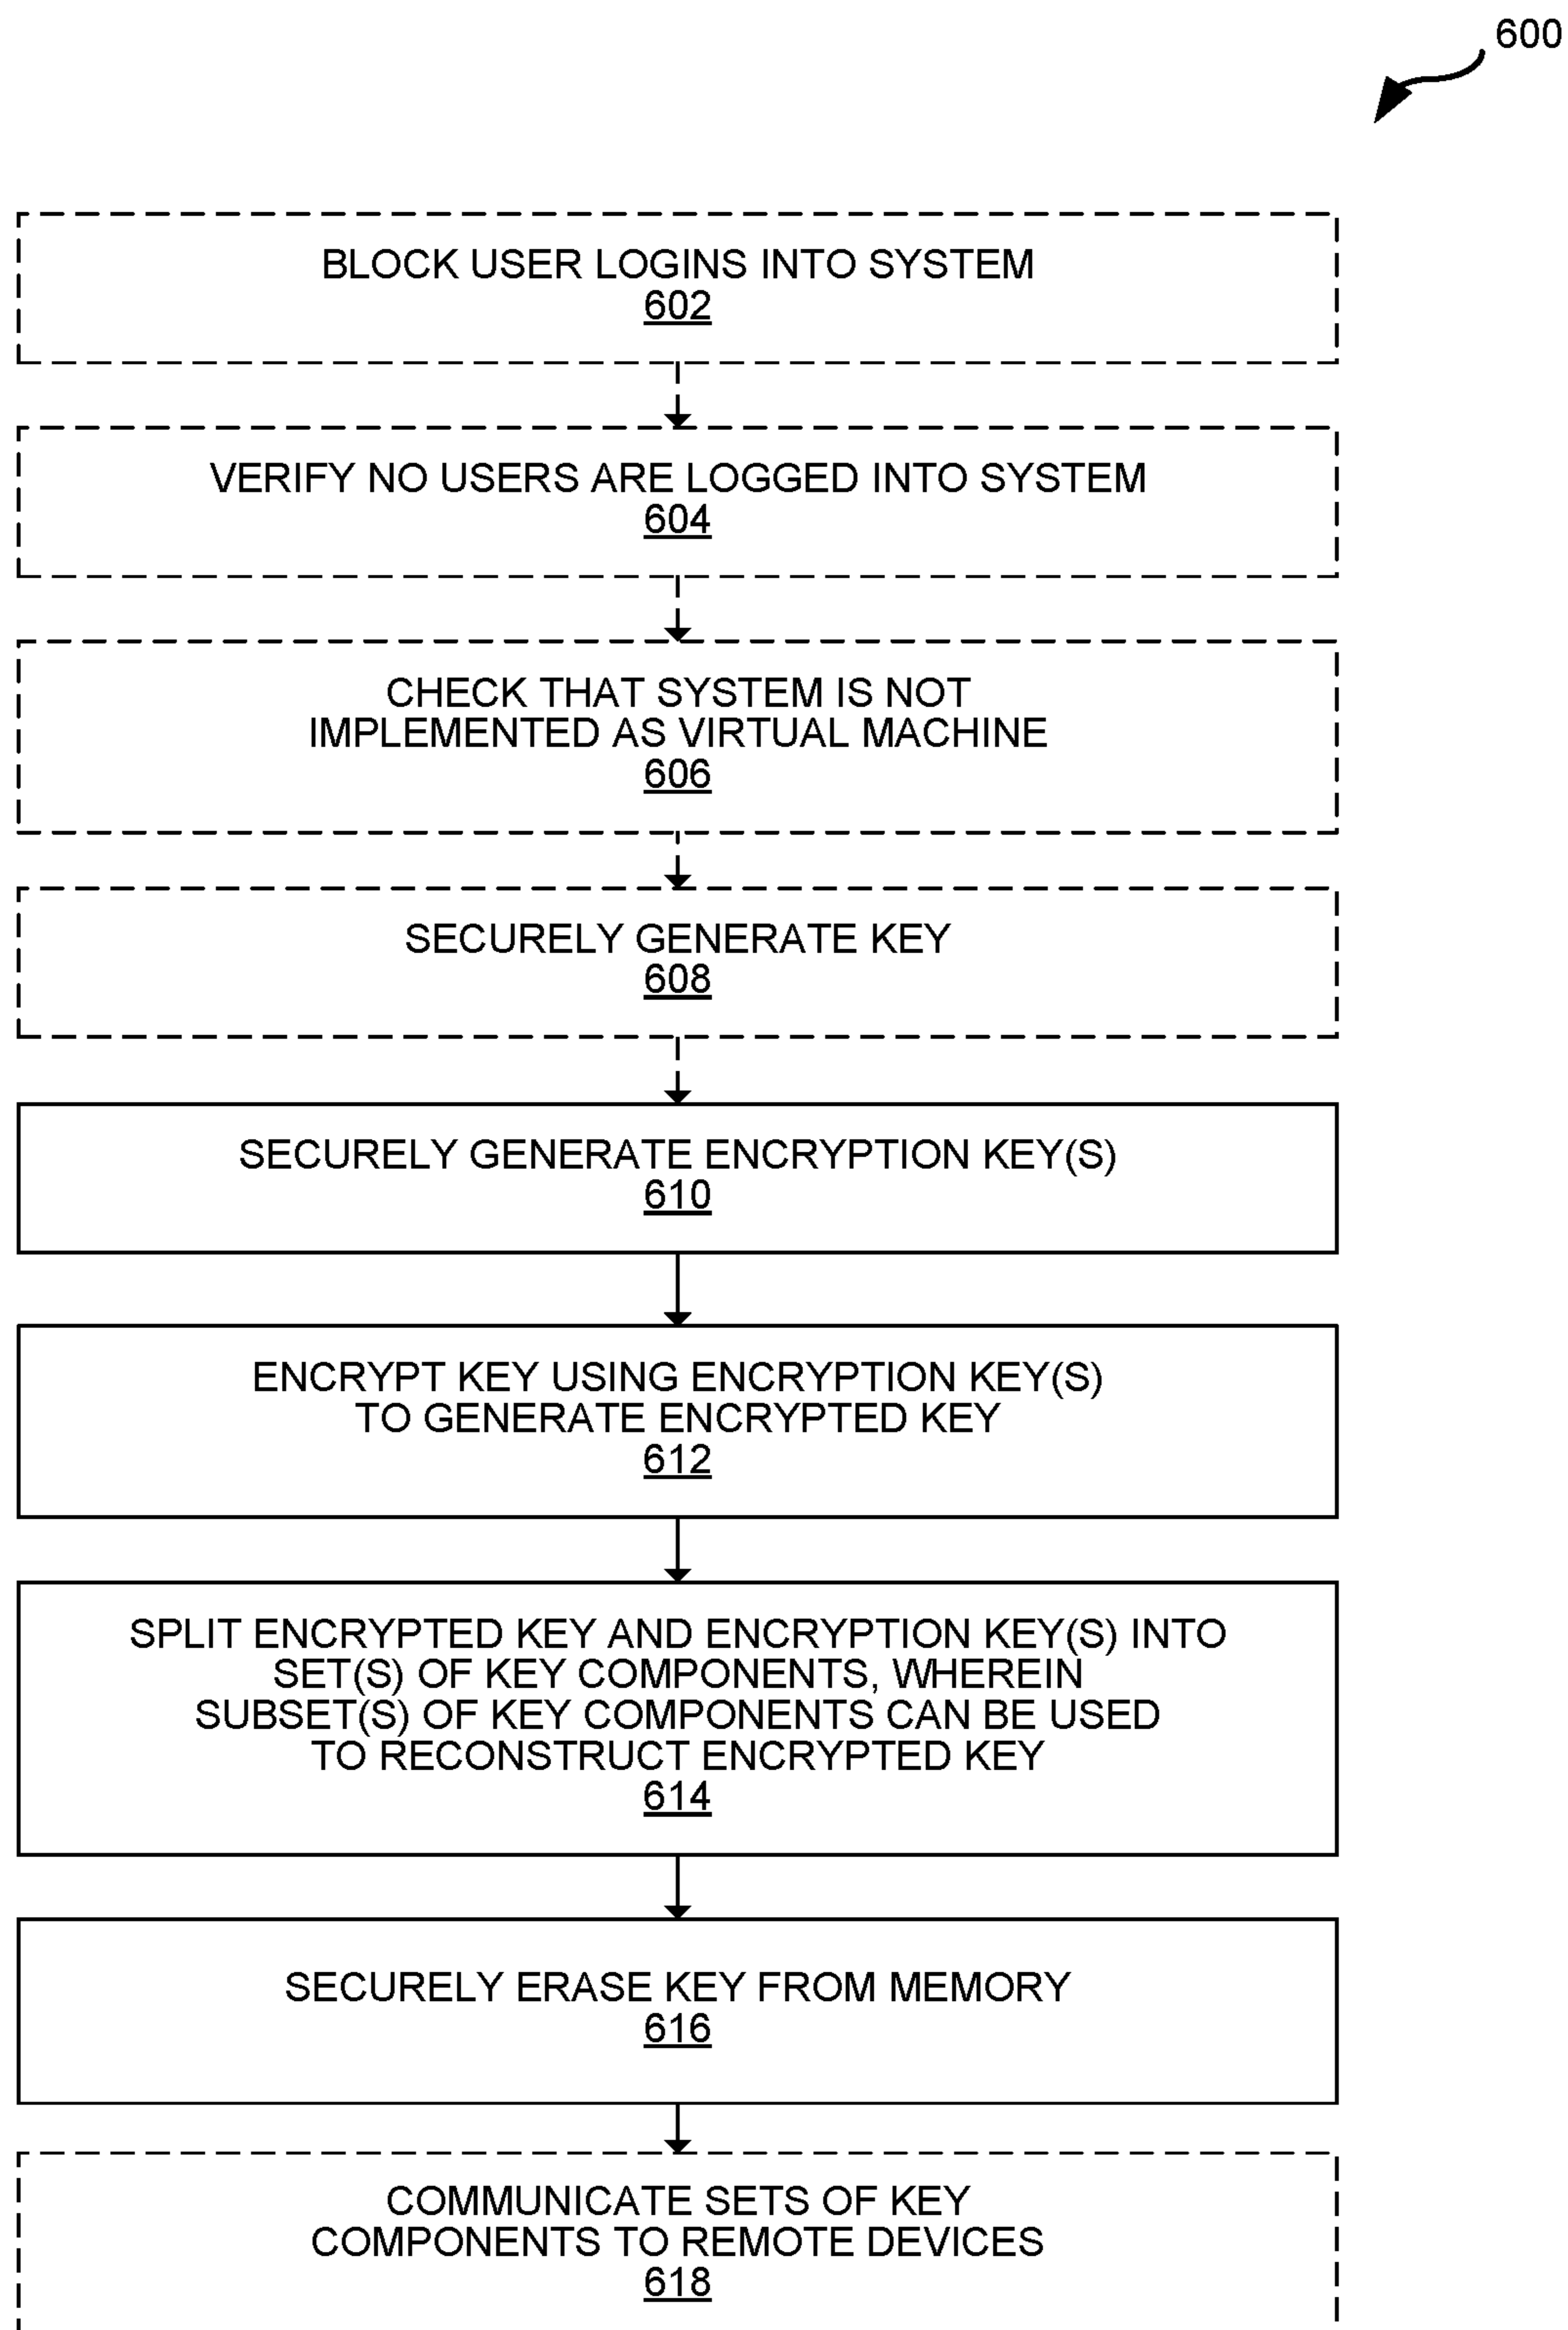 600
BLOCK USER LOGINS INTO SYSTEM
602
VERIFY NO USERS ARE LOGGED INTO SYSTEM
604
CHECK THAT SYSTEM IS NOT
IMPLEMENTED AS VIRTUAL MACHINE
606
SECURELY GENERATE KEY
608
SECURELY GENERATE ENCRYPTION KEY(S)
610
ENCRYPT KEY USING ENCRYPTION KEY(S)
TO GENERATE ENCRYPTED KEY
612
SPLIT ENCRYPTED KEY AND ENCRYPTION KEY(S) INTO
SET(S) OF KEY COMPONENTS, WHEREIN
SUBSET(S) OF KEY COMPONENTS CAN BE USED
TO RECONSTRUCT ENCRYPTED KEY
614
SECURELY ERASE KEY FROM MEMORY
616
COMMUNICATE SETS OF KEY
COMPONENTS TO REMOTE DEVICES
618